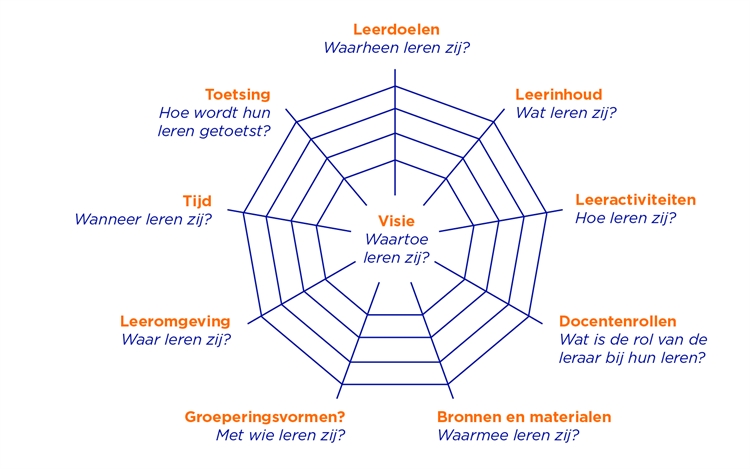 Leerdoelen
Waarheen leren zij?
Leerinhoud
Wat leren zij?
Leeractiviteiten
Hoe leren zij?
Docentenrollen
Wat is de rol van de
leraar bij hun leren?
Bronnen en materialen
Waarmee leren zij?
Groeperingsvormen?
Met wie leren zij?
Leeromgeving
Waar leren zij?
Tijd
Wanneer leren zij?
Toetsing
Hoe wordt hun
leren getoetst?
Visie
Waartoe
leren zij?